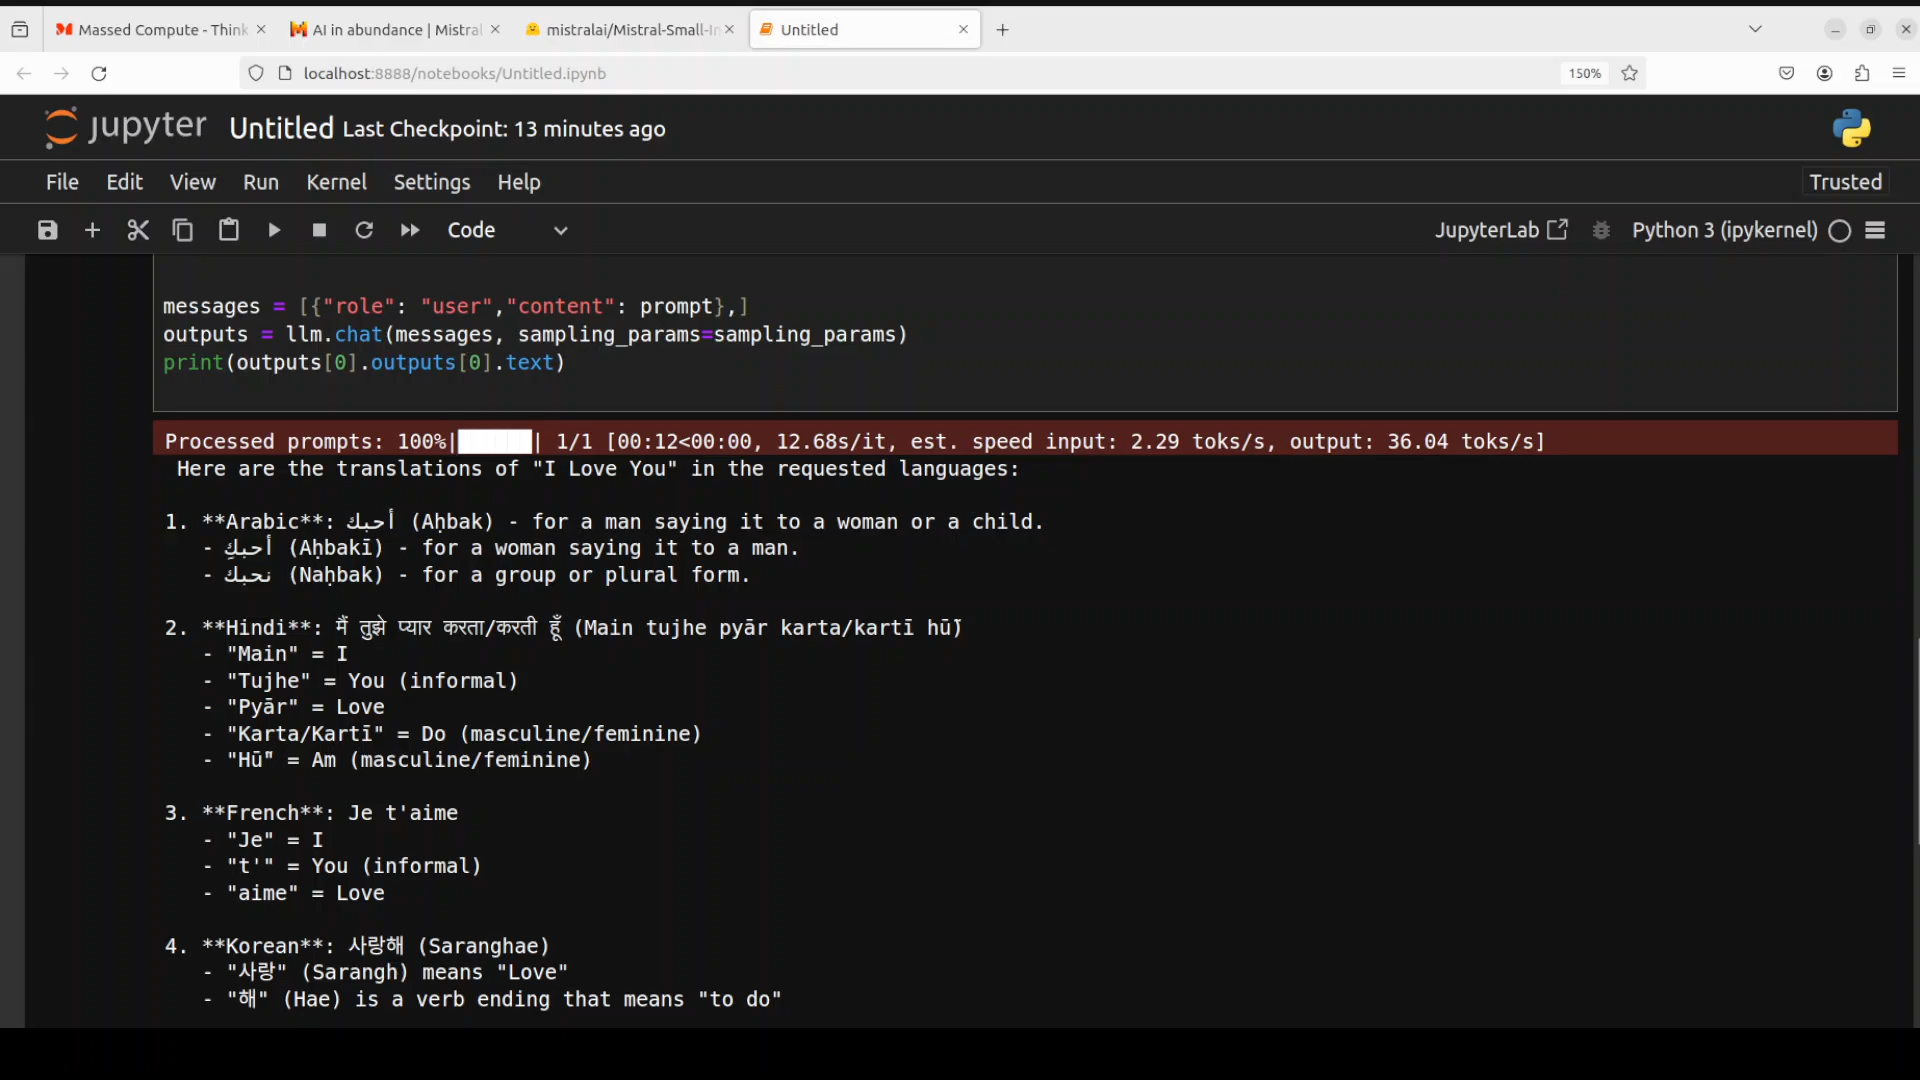 Massed Compute - Think
AI in abundance | Mistral
mistralai/Mistral-Small-In
Untitled
localhost:8888/notebooks/Untitled.ipynb
150%
jupyter Untitled Last Checkpoint: 13 minutes ago
File Edit View Run Kernel Settings Help
Trusted
Code
JupyterLab
Python 3 (ipykernel)
messages = [{"role": "user","content": prompt},]
outputs = llm.chat(messages, sampling_params=sampling_params)
print(outputs[0].outputs[0].text)
Processed prompts: 100%|██████| 1/1 [00:12<00:00, 12.68s/it, est. speed input: 2.29 toks/s, output: 36.04 toks/s]
Here are the translations of "I Love You" in the requested languages:
1. **Arabic**: أحبك (Aḥbak) - for a man saying it to a woman or a child.
- أحبكِ (Aḥbakī) - for a woman saying it to a man.
- نحبك (Naḥbak) - for a group or plural form.
2. **Hindi**: मैं तुझे प्यार करता/करती हूँ (Main tujhe pyār karta/kartī hū̃)
- "Main" = I
- "Tujhe" = You (informal)
- "Pyār" = Love
- "Karta/Kartī" = Do (masculine/feminine)
- "Hū̃" = Am (masculine/feminine)
3. **French**: Je t'aime
- "Je" = I
- "t'" = You (informal)
- "aime" = Love
4. **Korean**: 사랑해 (Saranghae)
- "사랑" (Sarangh) means "Love"
- "해" (Hae) is a verb ending that means "to do"